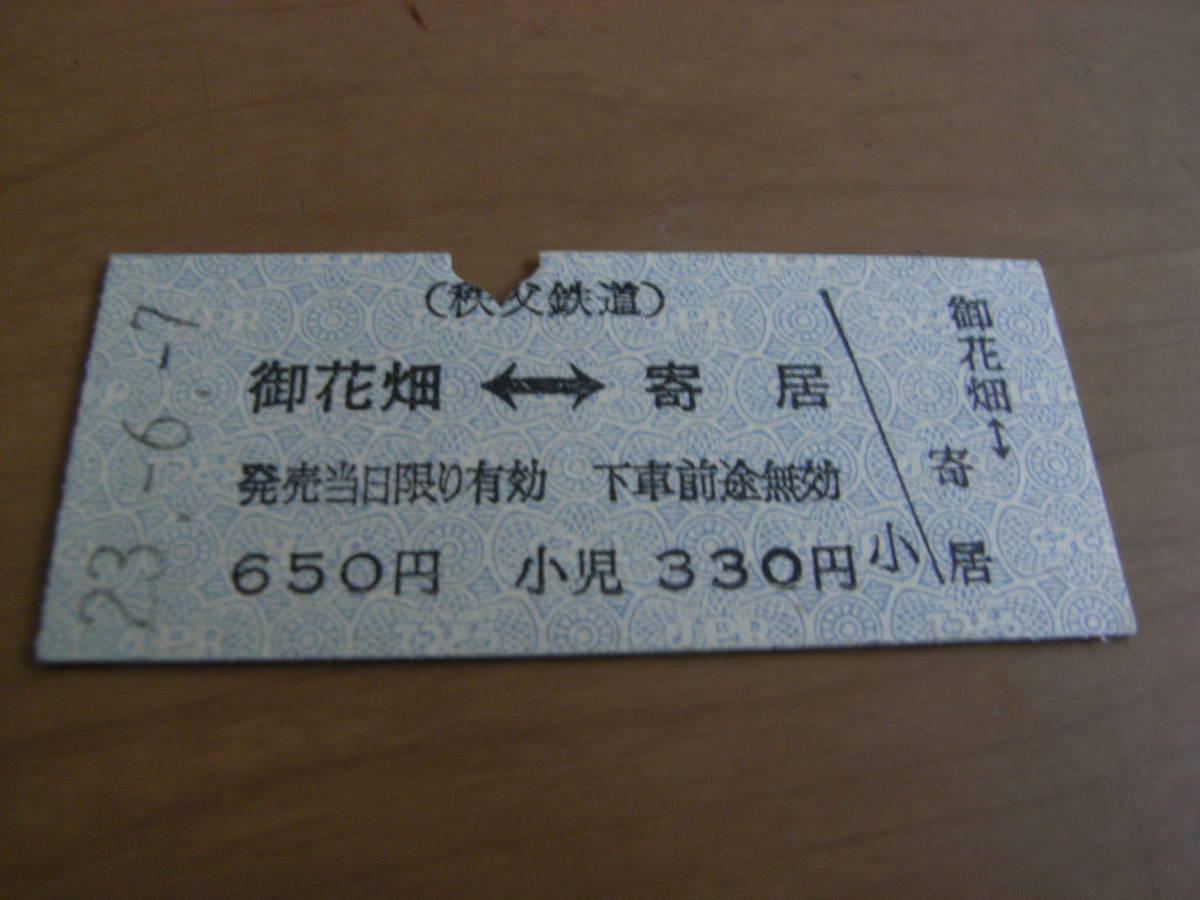 23.-6.-7
(秩父鉄道)
御花畑 ⟷ 寄居
発売当日限り有効 下車前途無効
650円 小児 330円
小
御花畑↔
寄居